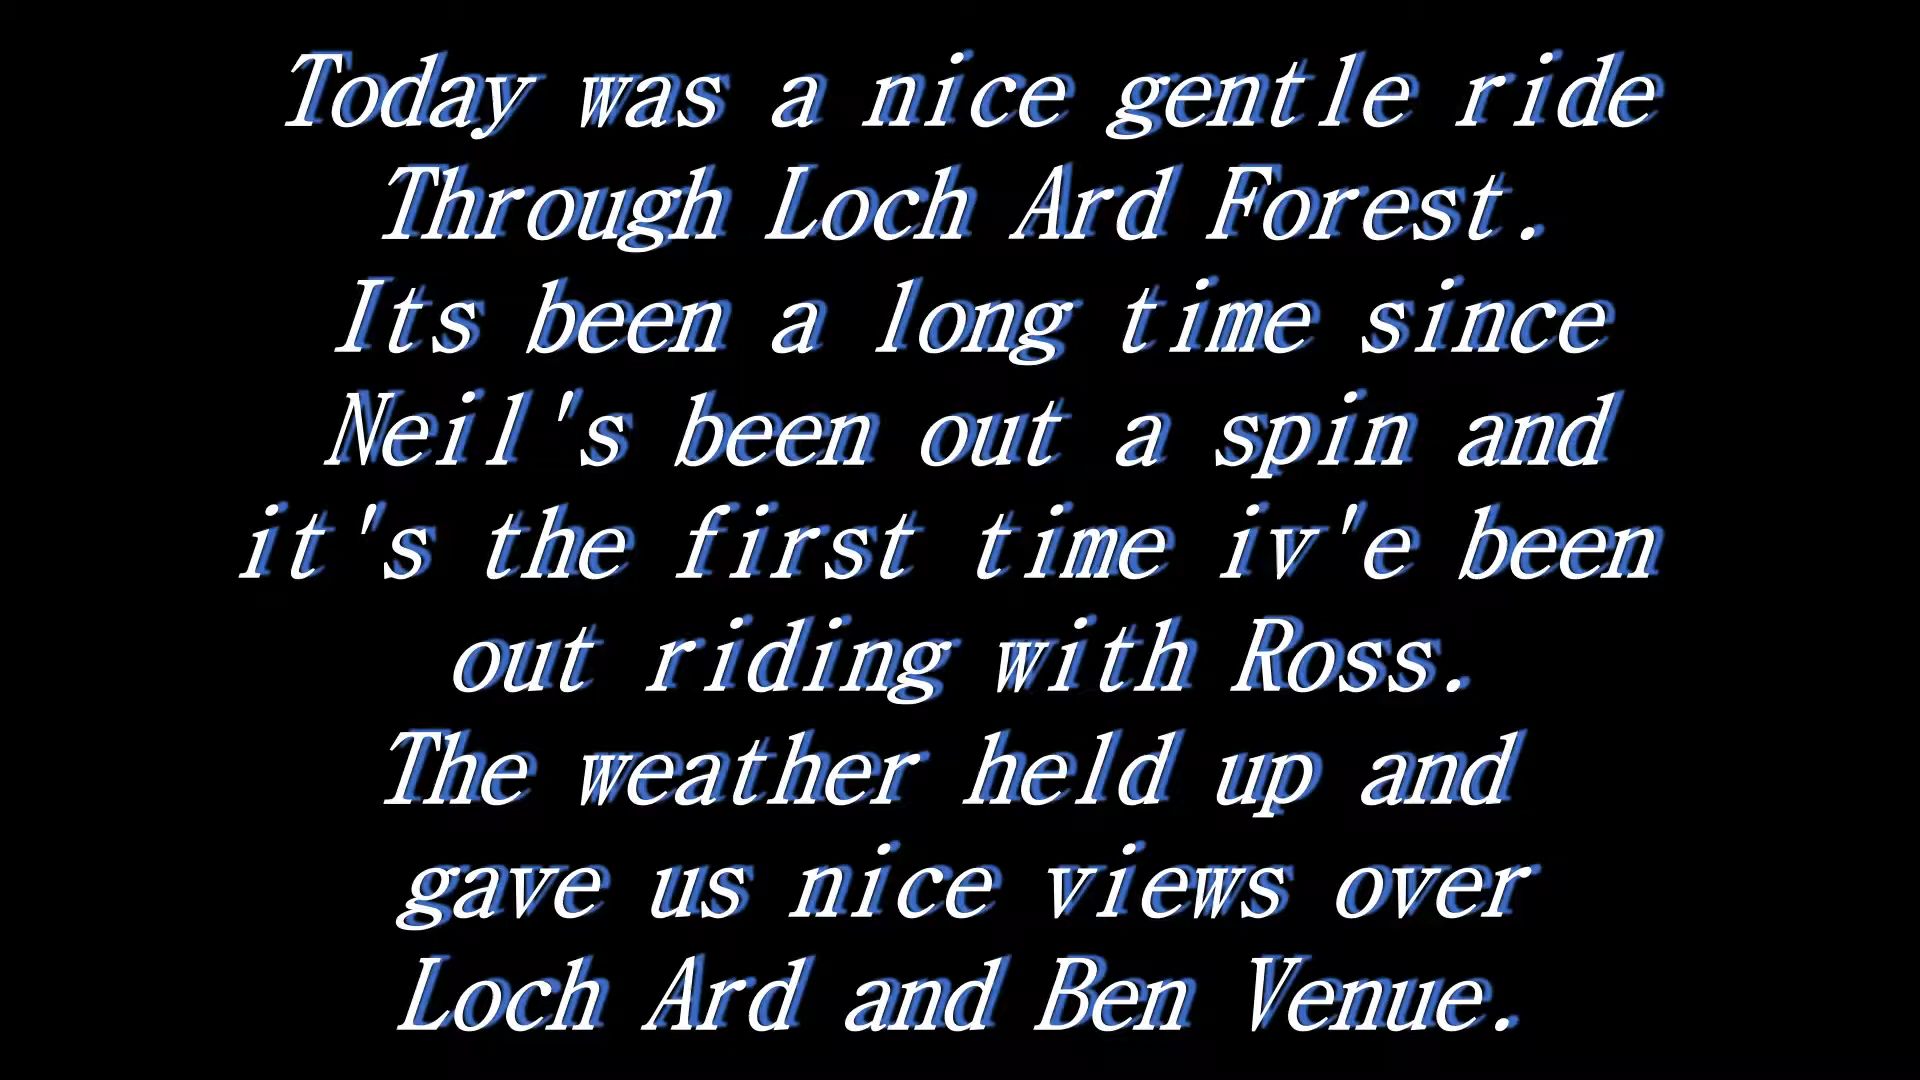 Today was a nice gentle ride
Through Loch Ard Forest.
Its been a long time since
Neil's been out a spin and
it's the first time iv'e been
out riding with Ross.
The weather held up and
gave us nice views over
Loch Ard and Ben Venue.